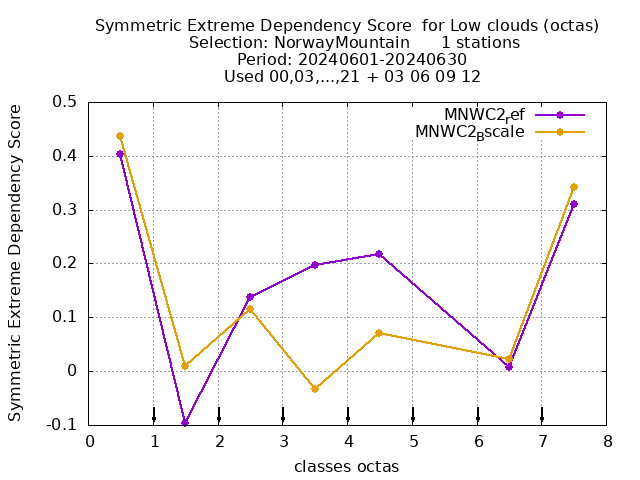 Symmetric Extreme Dependency Score  for Low clouds (octas)
Selection: NorwayMountain      1 stations
Period: 20240601-20240630
Used 00,03,...,21 + 03 06 09 12
Symmetric Extreme Dependency Score
MNWC2ref
MNWC2Bscale
0.5
0.4
0.3
0.2
0.1
0
-0.1
0 1 2 3 4 5 6 7 8
classes octas